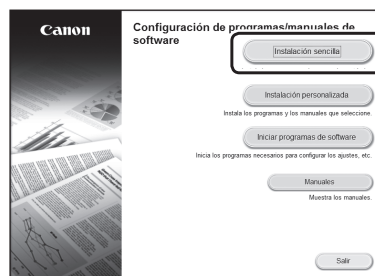 Canon
Configuración de programas/manuales de
software
Instalación sencilla
Instalación personalizada
Instala los programas y los manuales que seleccione.
Iniciar programas de software
Inicia los programas necesarios para configurar los ajustes, etc.
Manuales
Muestra los manuales.
Salir